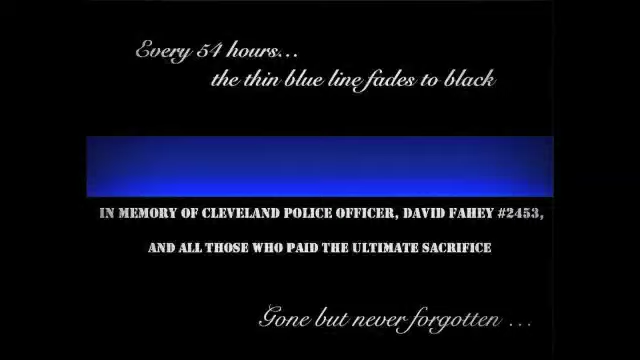 Every 54 hours...
the thin blue line fades to black
IN MEMORY OF CLEVELAND POLICE OFFICER, DAVID FAHEY #2453,
AND ALL THOSE WHO PAID THE ULTIMATE SACRIFICE
Gone but never forgotten ...